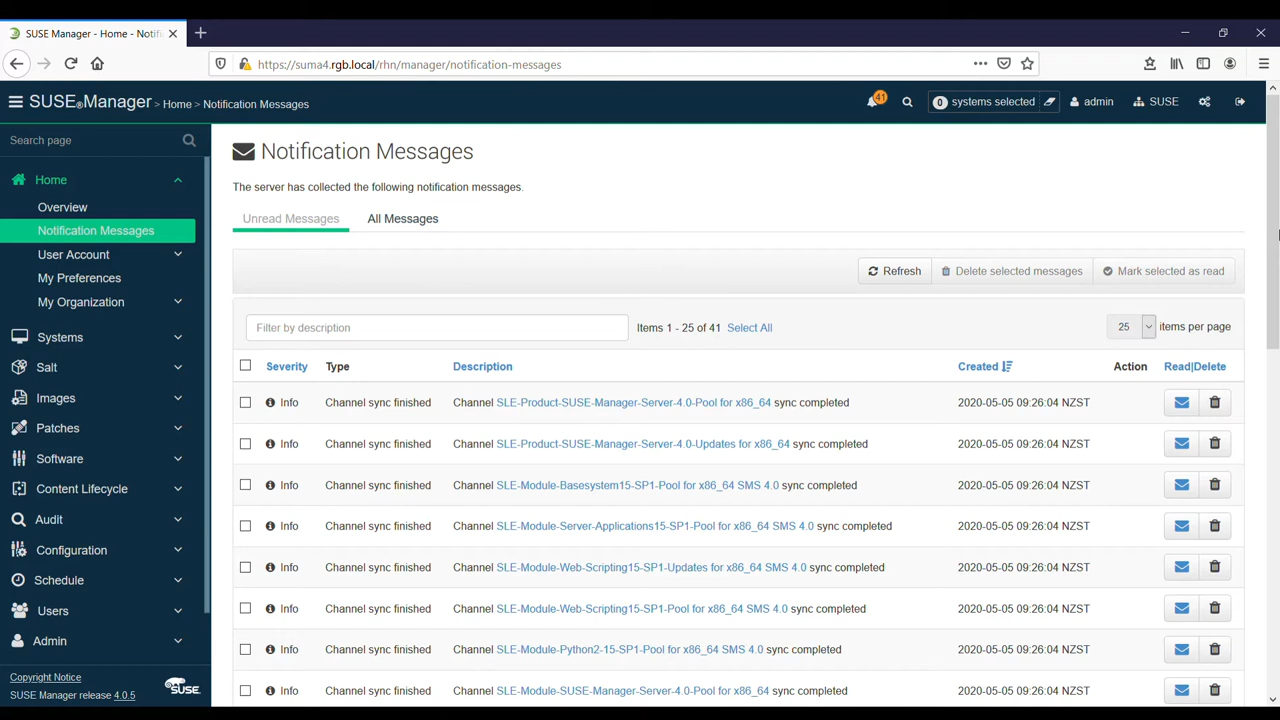 SUSE Manager - Home - Notifi
https://suma4.rgb.local/rhn/manager/notification-messages
SUSE Manager > Home > Notification Messages
41
0 systems selected
admin
SUSE
Search page
Home
Overview
Notification Messages
User Account
My Preferences
My Organization
Systems
Salt
Images
Patches
Software
Content Lifecycle
Audit
Configuration
Schedule
Users
Admin
Copyright Notice
SUSE Manager release 4.0.5
SUSE
Notification Messages
The server has collected the following notification messages.
Unread Messages All Messages
Refresh Delete selected messages Mark selected as read
Filter by description Items 1 - 25 of 41 Select All 25 items per page
Severity Type Description Created Action Read|Delete
Info Channel sync finished Channel SLE-Product-SUSE-Manager-Server-4.0-Pool for x86_64 sync completed 2020-05-05 09:26:04 NZST
Info Channel sync finished Channel SLE-Product-SUSE-Manager-Server-4.0-Updates for x86_64 sync completed 2020-05-05 09:26:04 NZST
Info Channel sync finished Channel SLE-Module-Basesystem15-SP1-Pool for x86_64 SMS 4.0 sync completed 2020-05-05 09:26:04 NZST
Info Channel sync finished Channel SLE-Module-Server-Applications15-SP1-Pool for x86_64 SMS 4.0 sync completed 2020-05-05 09:26:04 NZST
Info Channel sync finished Channel SLE-Module-Web-Scripting15-SP1-Updates for x86_64 SMS 4.0 sync completed 2020-05-05 09:26:04 NZST
Info Channel sync finished Channel SLE-Module-Web-Scripting15-SP1-Pool for x86_64 SMS 4.0 sync completed 2020-05-05 09:26:04 NZST
Info Channel sync finished Channel SLE-Module-Python2-15-SP1-Pool for x86_64 SMS 4.0 sync completed 2020-05-05 09:26:04 NZST
Info Channel sync finished Channel SLE-Module-SUSE-Manager-Server-4.0-Pool for x86_64 sync completed 2020-05-05 09:26:04 NZST